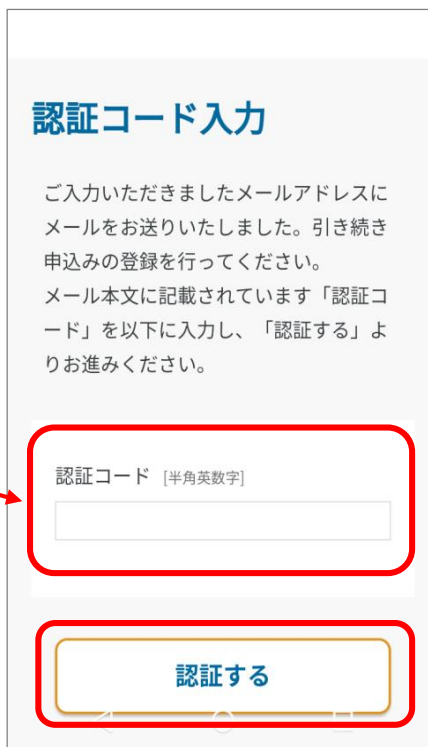 認証コード入力
ご入力いただきましたメールアドレスに
メールをお送りいたしました。引き続き
申込みの登録を行ってください。
メール本文に記載されています「認証コ
ード」を以下に入力し、「認証する」よ
りお進みください。
認証コード [半角英数字]
認証する